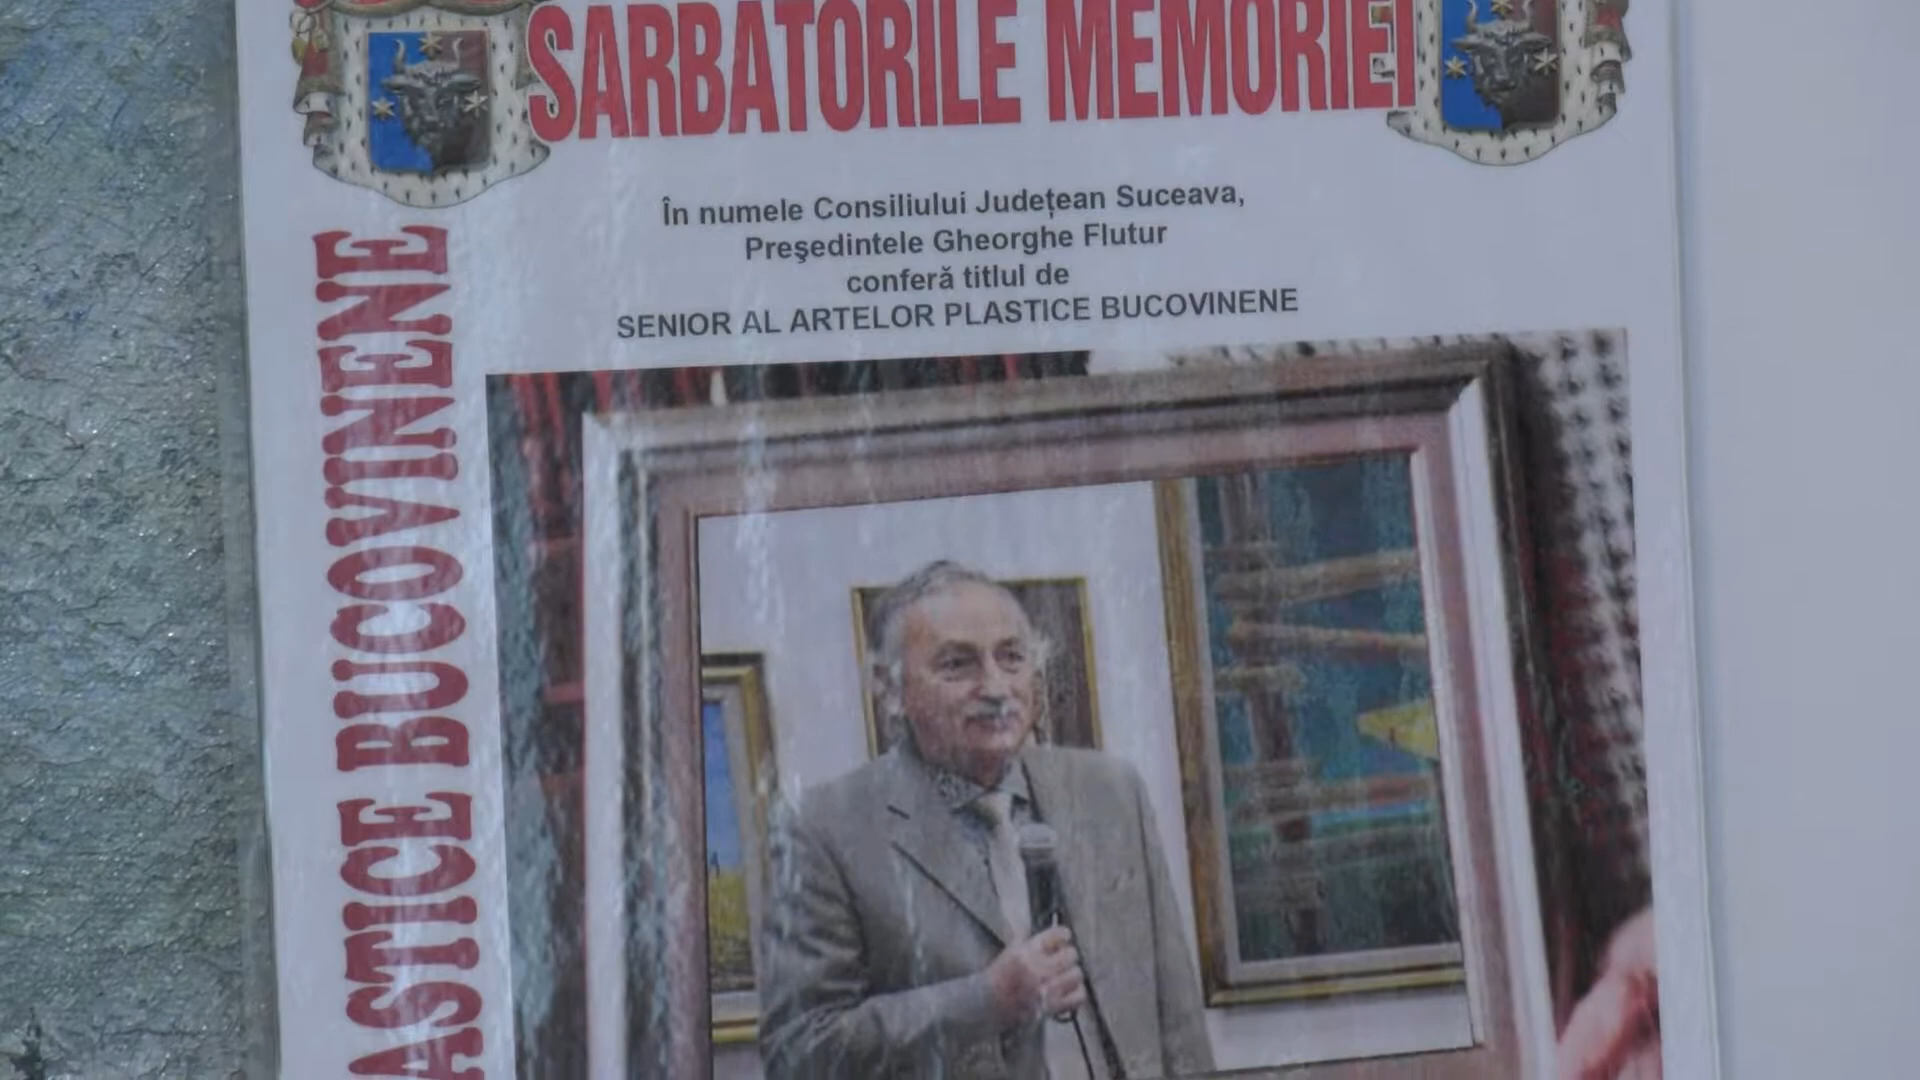 SARBATORILE MEMORIEI
În numele Consiliului Județean Suceava,
Preşedintele Gheorghe Flutur
conferă titlul de
SENIOR AL ARTELOR PLASTICE BUCOVINENE
ASTICE BUCOVINENE